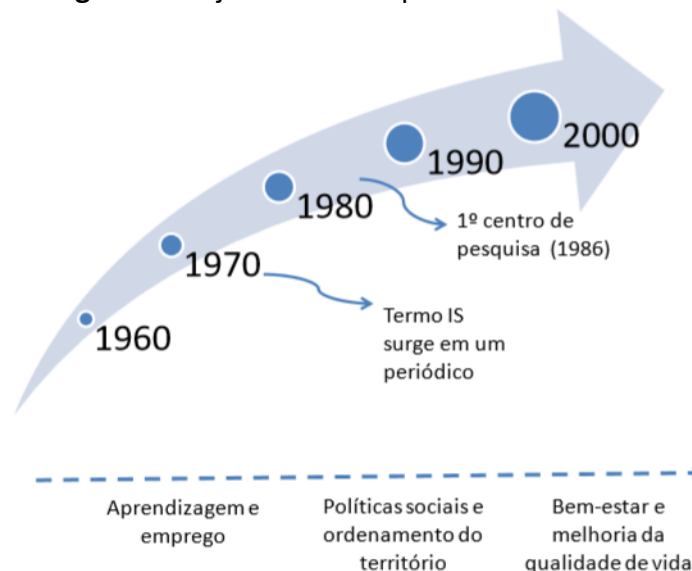 2000
1990
1980
1º centro de
pesquisa (1986)
1970
Termo IS
surge em um
periódico
1960
Aprendizagem e
emprego
Políticas sociais e
ordenamento do
território
Bem-estar e
melhoria da
qualidade de vida